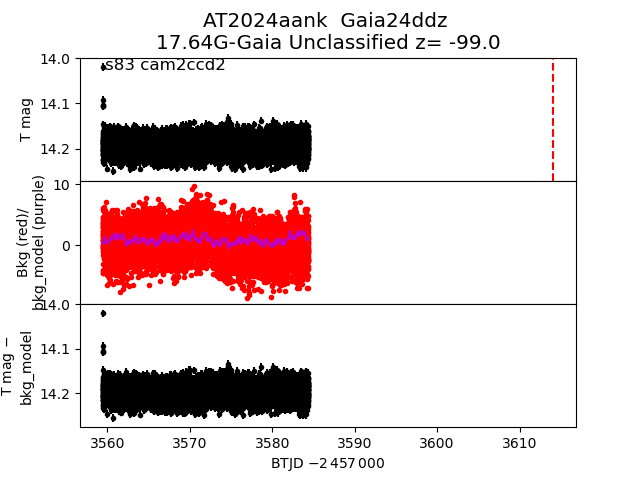 AT2024aank  Gaia24ddz
17.64G-Gaia Unclassified z= -99.0
s83 cam2ccd2
14.0
14.1
14.2
T mag
10
0
Bkg (red)/
bkg_model (purple)
14.0
14.1
14.2
T mag −
bkg_model
3560 3570 3580 3590 3600 3610
BTJD −2 457 000